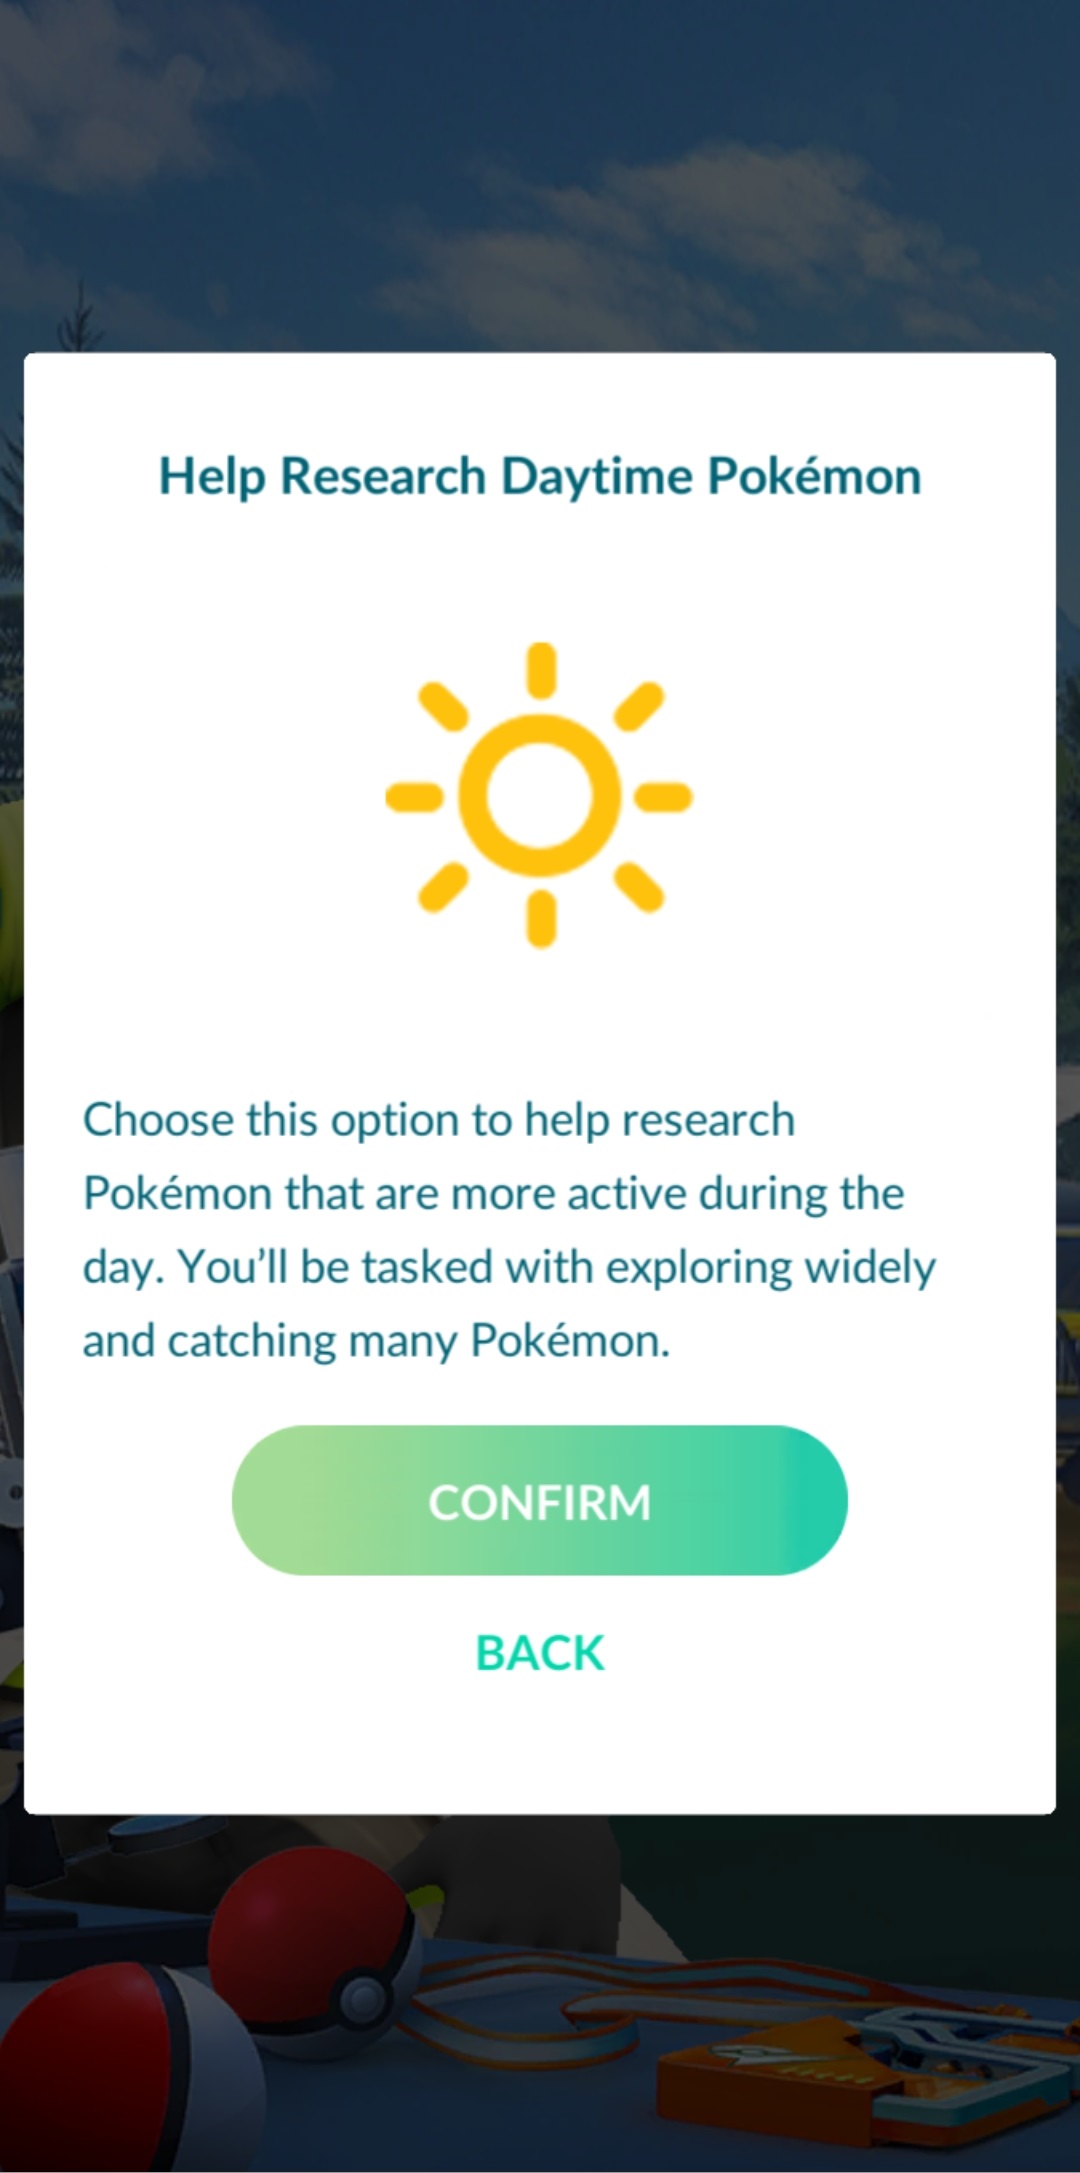 Help Research Daytime Pokémon
Choose this option to help research
Pokémon that are more active during the
day. You’ll be tasked with exploring widely
and catching many Pokémon.
CONFIRM
BACK